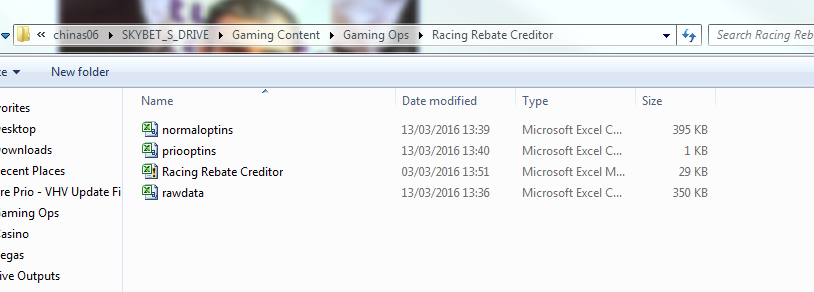 « chinas06 ▸ SKYBET_S_DRIVE ▸ Gaming Content ▸ Gaming Ops ▸ Racing Rebate Creditor Search Racing Reb
te New folder
Name Date modified Type Size
normaloptins 13/03/2016 13:39 Microsoft Excel C... 395 KB
priooptins 13/03/2016 13:40 Microsoft Excel C... 1 KB
Racing Rebate Creditor 03/03/2016 13:51 Microsoft Excel M... 29 KB
rawdata 13/03/2016 13:36 Microsoft Excel C... 350 KB
vorites
esktop
ownloads
ecent Places
re Prio - VHV Update Fi
aming Ops
asino
egas
ive Outputs